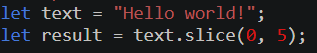 let text = "Hello world!";
let result = text.slice(0, 5);